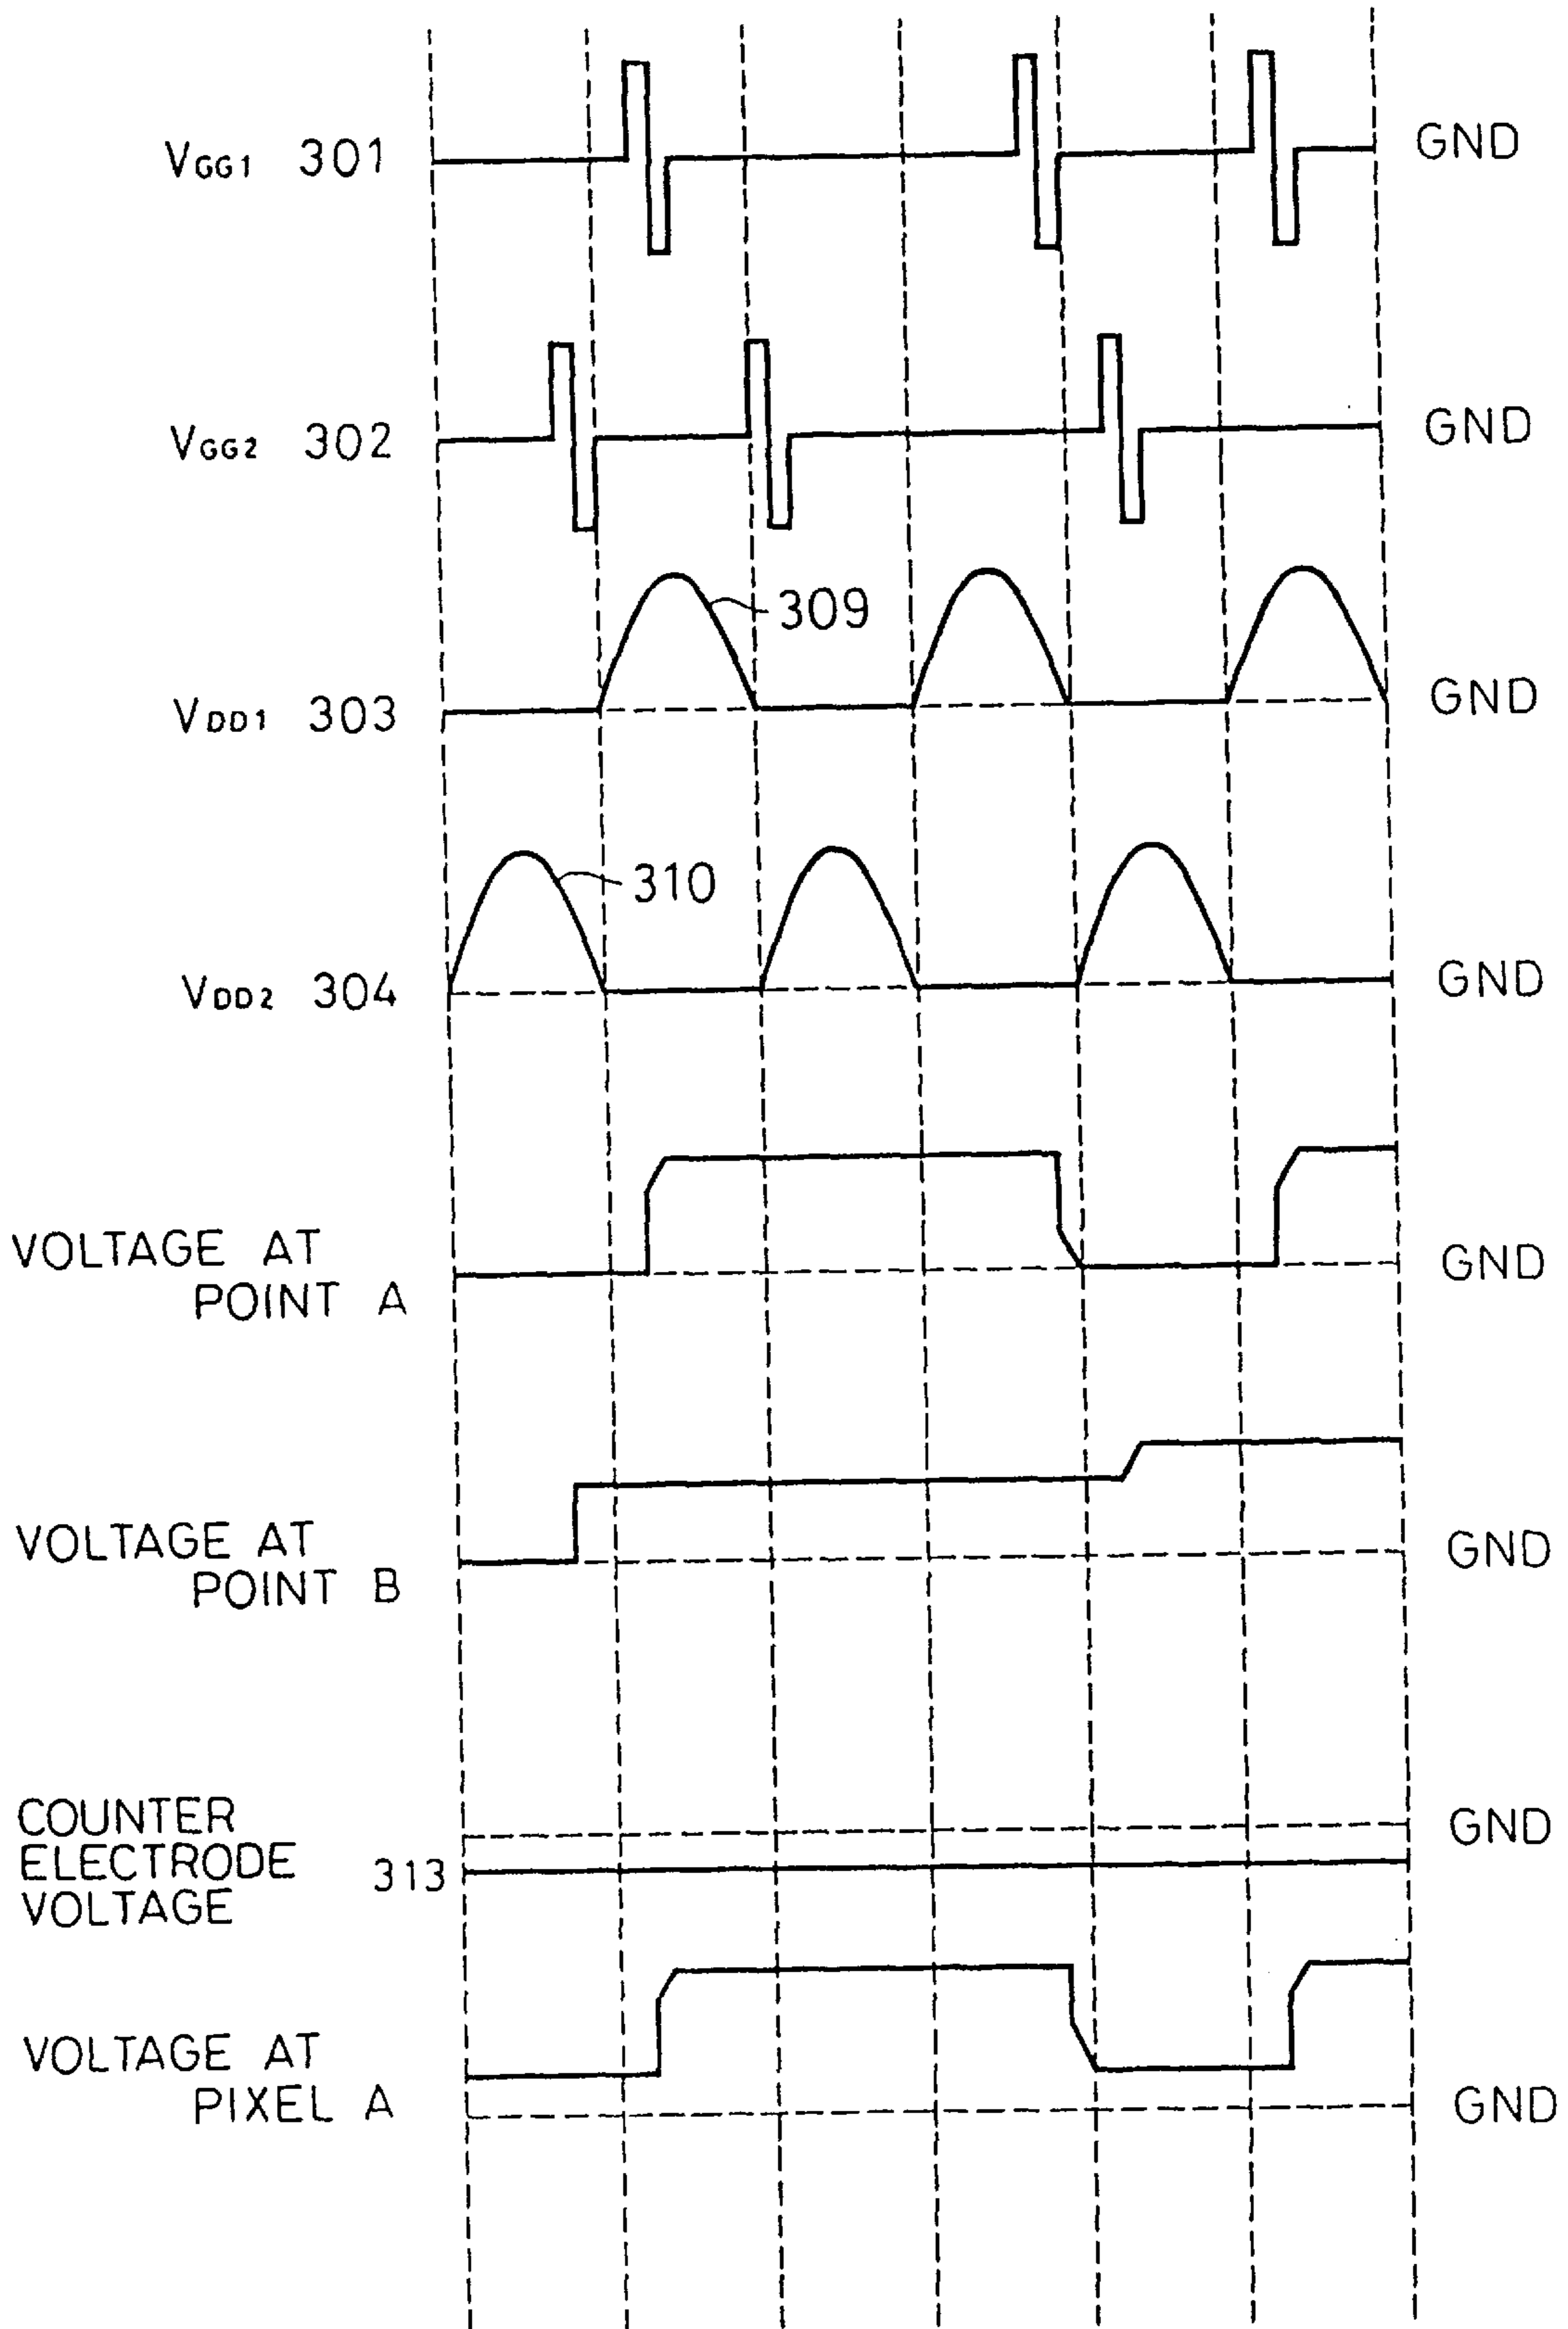 VGG1 301 GND
VGG2 302 GND
309
VDD1 303 GND
310
VDD2 304 GND
VOLTAGE AT
POINT A GND
VOLTAGE AT
POINT B GND
COUNTER
ELECTRODE
VOLTAGE 313 GND
VOLTAGE AT
PIXEL A GND